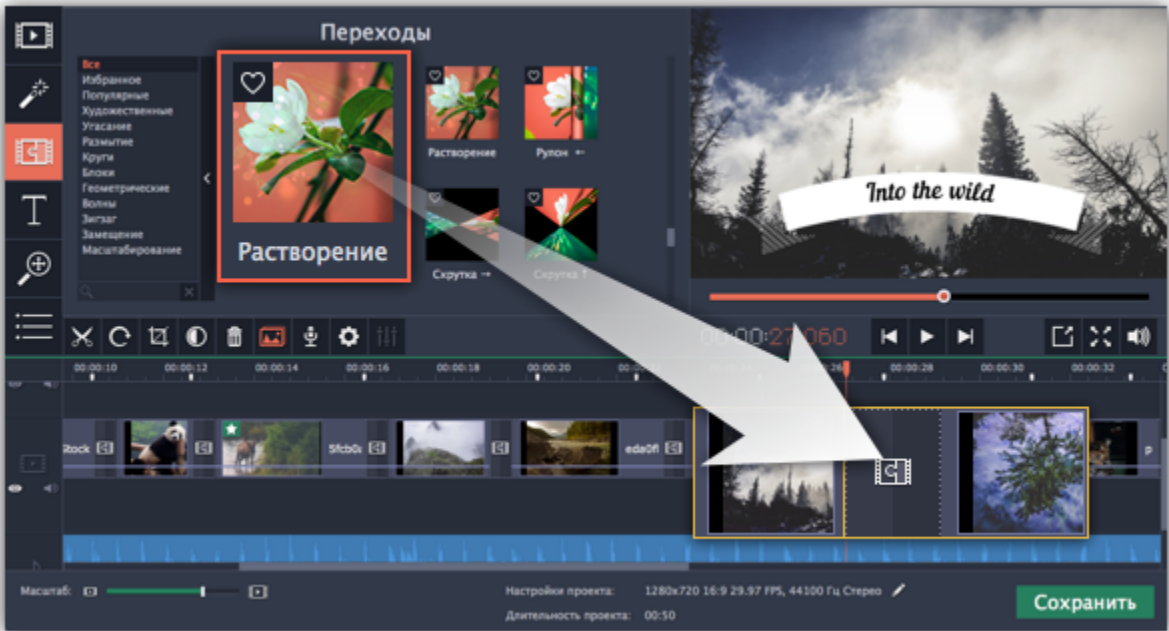 Переходы
Все
Избранное
Популярные
Художественные
Угасание
Размытие
Круги
Блоки
Геометрические
Волны
Зигзаг
Замещение
Масштабирование
Растворение
Растворение
Рулон ←
Скрутка →
Скрутка ↑
Into the wild
T
00:00:27.060
00:00:10
00:00:12
00:00:14
00:00:16
00:00:18
00:00:20
00:00:28
00:00:30
00:00:32
Stock
5fcb0
eda0fl
p
Масштаб:
Настройки проекта: 1280x720 16:9 29.97 FPS, 44100 Гц Стерео
Длительность проекта: 00:50
Сохранить